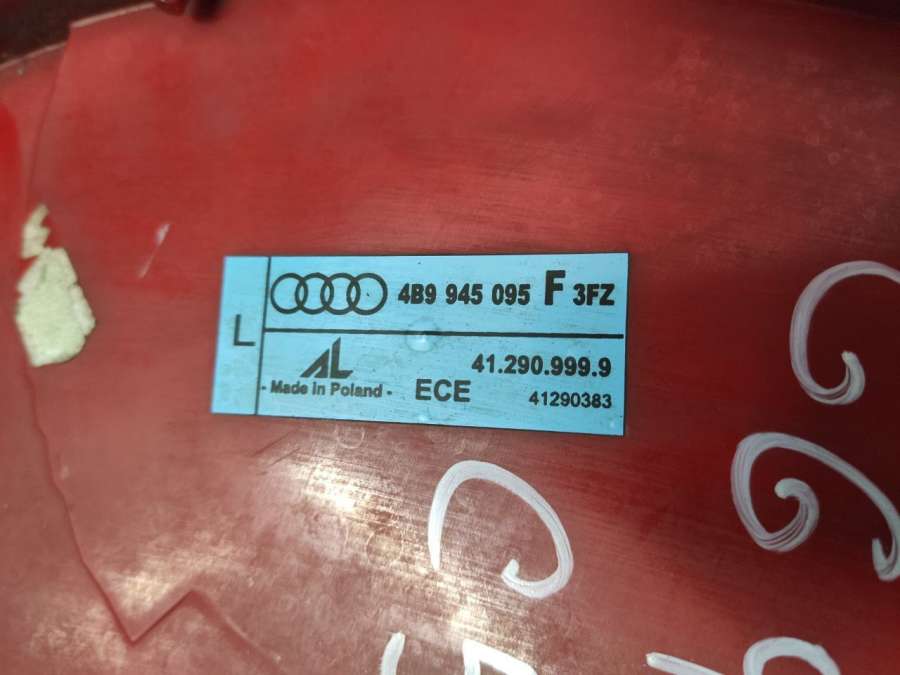 L
4B9 945 095 F 3FZ
AL
41.290.999.9
- Made in Poland -
ECE
41290383